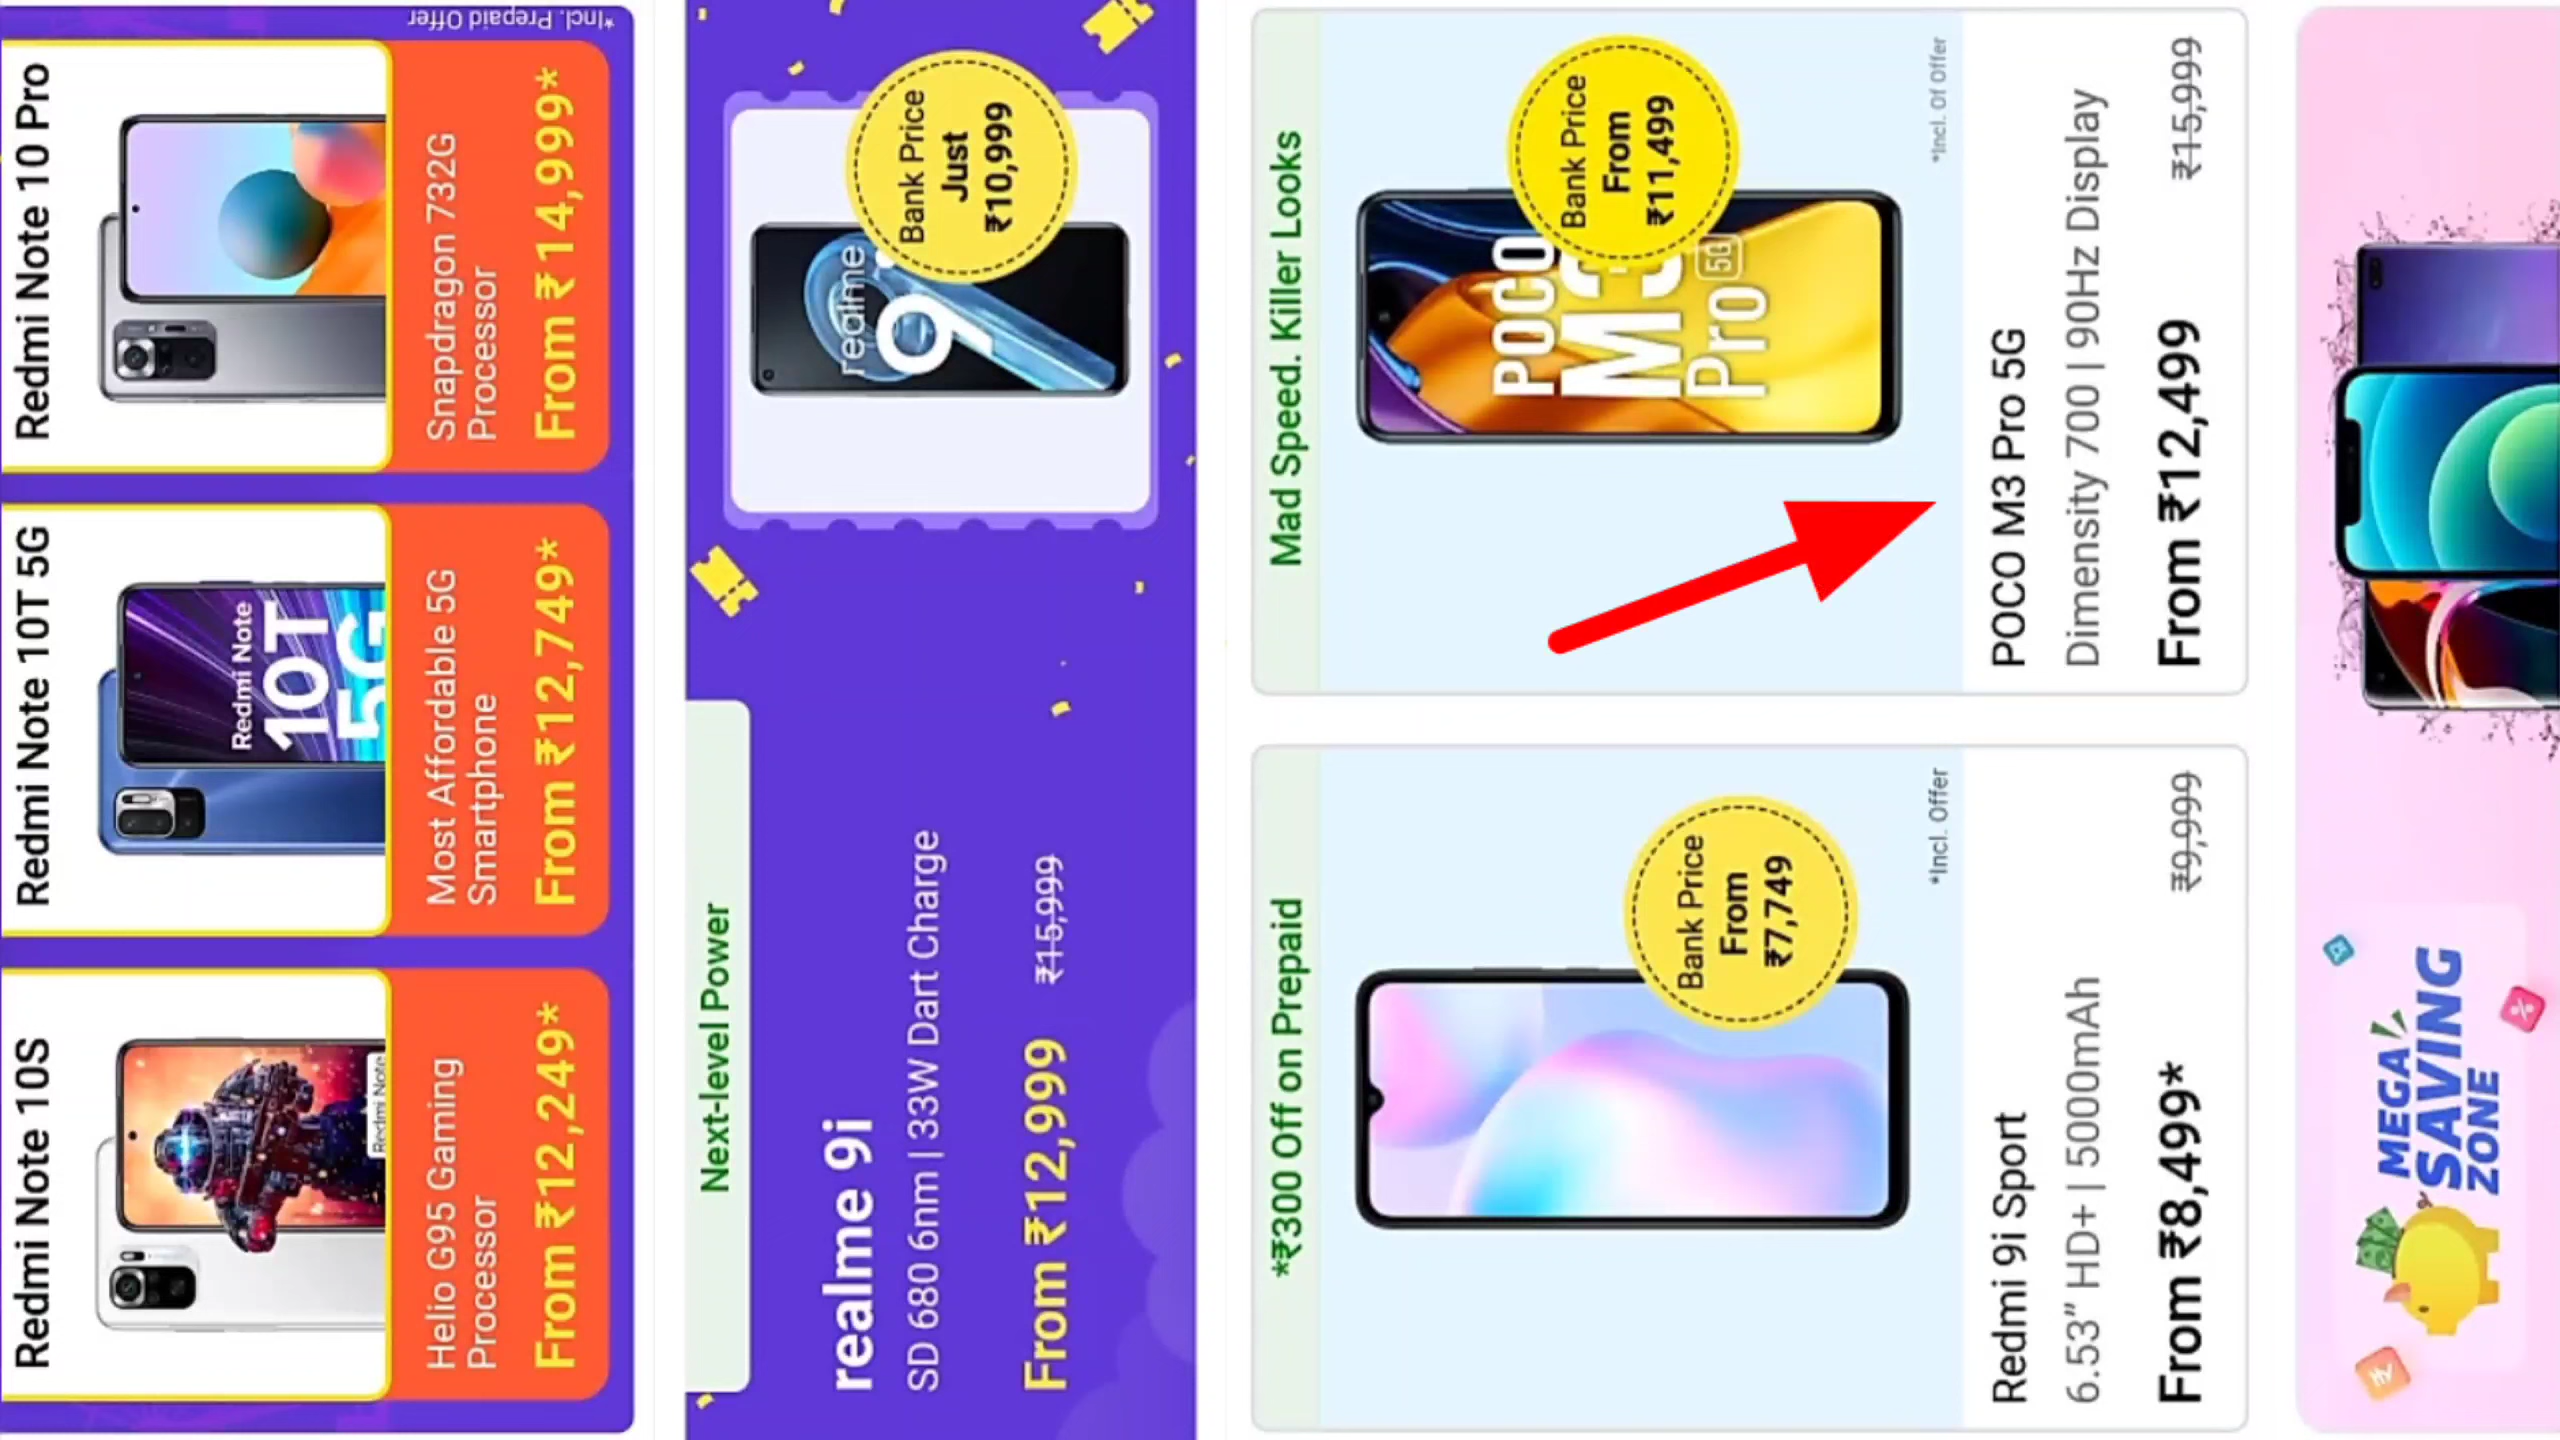 Redmi Note 10S
Redmi Note
Helio G95 Gaming
Processor
From ₹12,249*
Redmi Note 10T 5G
Redmi Note
10T
5G
Most Affordable 5G
Smartphone
From ₹12,749*
Redmi Note 10 Pro
Snapdragon 732G
Processor
From ₹14,999*
*Incl. Prepaid Offer
Next-level Power
realme 9i
SD 680 6nm | 33W Dart Charge
From ₹12,999 ₹15,999
realme
9
Bank Price
Just
₹10,999
*₹300 Off on Prepaid
Bank Price
From
₹7,749
*Incl. Offer
Redmi 9i Sport
6.53” HD+ | 5000mAh
From ₹8,499* ₹9,999
Mad Speed. Killer Looks
Bank Price
From
₹11,499
POCO
M3
Pro 5G
*Incl. Of Offer
POCO M3 Pro 5G
Dimensity 700 | 90Hz Display
From ₹12,499 ₹15,999
MEGA
SAVING
ZONE